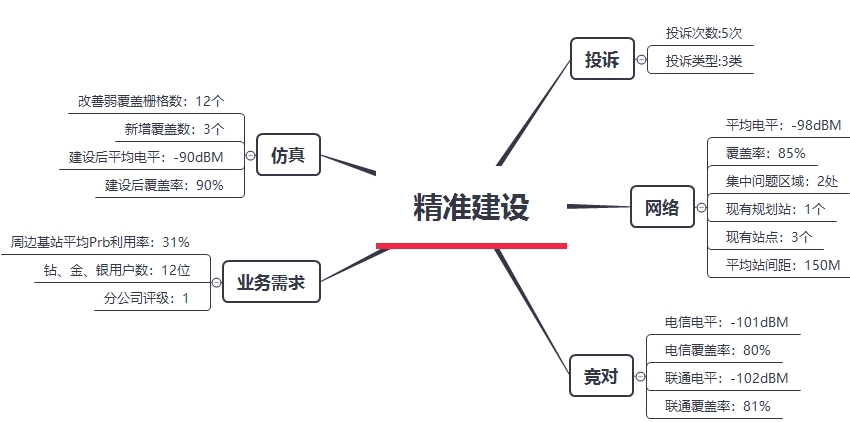 精准建设
投诉
投诉次数:5次
投诉类型:3类
网络
平均电平：-98dBM
覆盖率：85%
集中问题区域：2处
现有规划站：1个
现有站点：3个
平均站间距：150M
竞对
电信电平：-101dBM
电信覆盖率：80%
联通电平：-102dBM
联通覆盖率：81%
仿真
改善弱覆盖栅格数：12个
新增覆盖数：3个
建设后平均电平：-90dBM
建设后覆盖率：90%
业务需求
周边基站平均Prb利用率：31%
钻、金、银用户数：12位
分公司评级：1